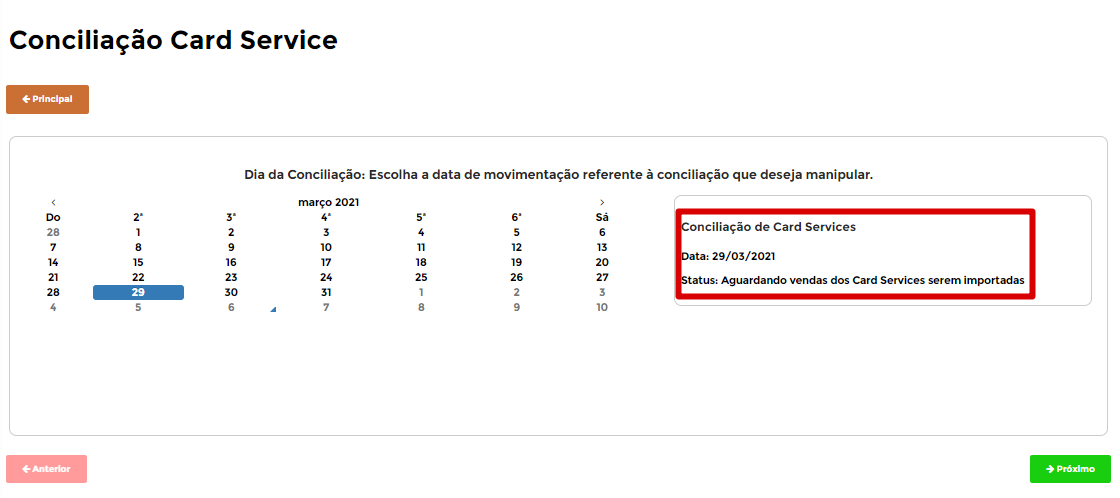 Conciliação Card Service
Principal
Dia da Conciliação: Escolha a data de movimentação referente à conciliação que deseja manipular.
março 2021
Do 2ª 3ª 4ª 5ª 6ª Sá
28 1 2 3 4 5 6
7 8 9 10 11 12 13
14 15 16 17 18 19 20
21 22 23 24 25 26 27
28 29 30 31 1 2 3
4 5 6 7 8 9 10
Conciliação de Card Services
Data: 29/03/2021
Status: Aguardando vendas dos Card Services serem importadas
Anterior
Próximo